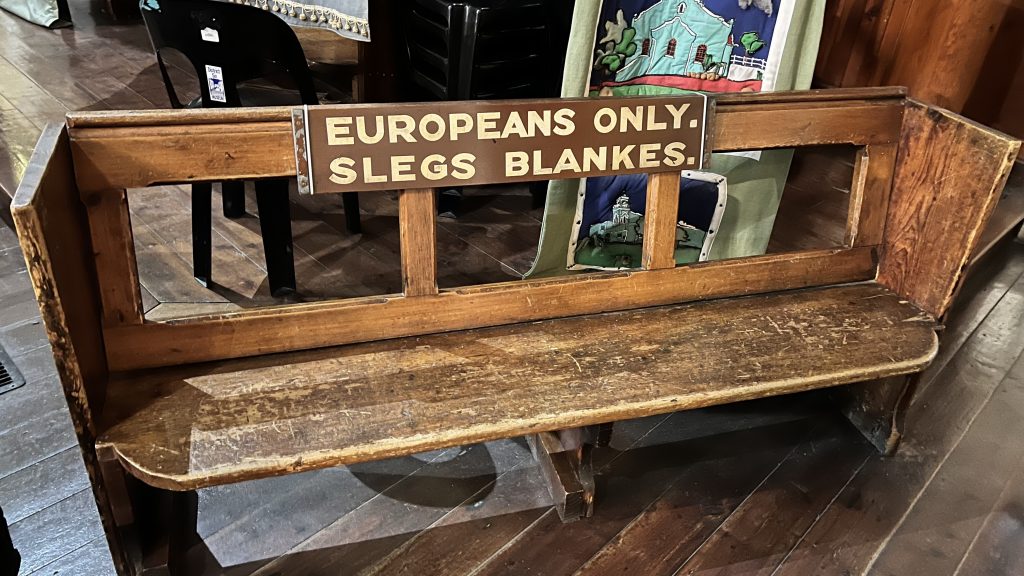 EUROPEANS ONLY.
SLEGS BLANKES.